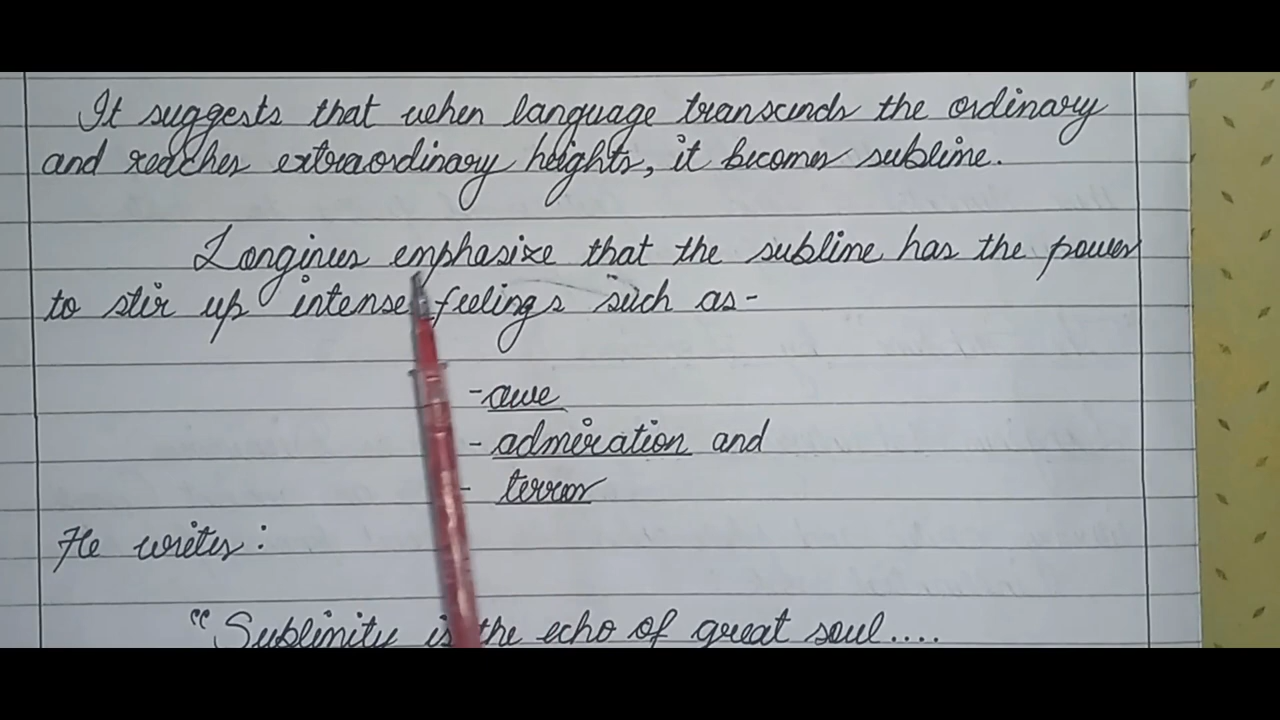 It suggests that when language transcends the ordinary
and reaches extraordinary heights, it becomes sublime.
Longinus emphasize that the sublime has the power
to stir up intense feelings such as-
-awe
- admiration and
- terror
He writes:
"Sublimity is the echo of great soul....